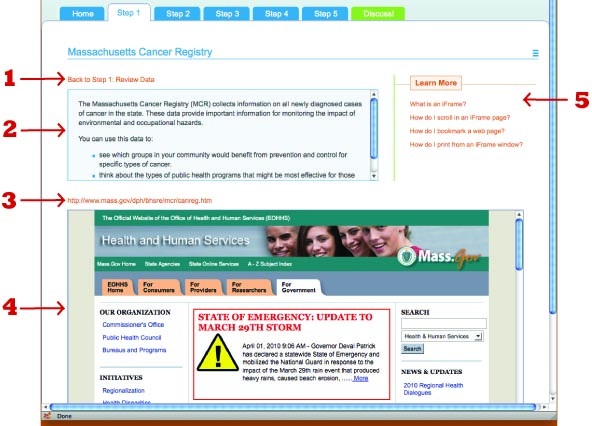 Home Step 1 Step 2 Step 3 Step 4 Step 5 Discuss!
Massachusetts Cancer Registry
1
Back to Step 1: Review Data
2
The Massachusetts Cancer Registry (MCR) collects information on all newly diagnosed cases
of cancer in the state. These data provide important information for monitoring the impact of
environmental and occupational hazards.
You can use this data to:
see which groups in your community would benefit from prevention and control for
specific types of cancer.
think about the types of public health programs that might be most effective for those
Learn More
5
What is an iFrame?
How do I scroll in an iFrame page?
How do I bookmark a web page?
How do I print from an iFrame window?
3
http://www.mass.gov/dph/bhsre/mcr/canreg.htm
4
The Official Website of the Office of Health and Human Services (EOHHS)
Health and Human Services
Mass.Gov
Mass.Gov Home State Agencies State Online Services A - Z Subject Index
EOHHS
Home
For
Consumers
For
Providers
For
Researchers
For
Government
OUR ORGANIZATION
Commissioner's Office
Public Health Council
Bureaus and Programs
INITIATIVES
Regionalization
Health Disparities
STATE OF EMERGENCY: UPDATE TO
MARCH 29TH STORM
April 01, 2010 9:06 AM - Governor Deval Patrick
has declared a statewide State of Emergency and
mobilized the National Guard in response to the
impact of the March 29th rain event that produced
heavy rains, caused beach erosion, ......More
SEARCH
Health & Human Services
Search
NEWS & UPDATES
2010 Regional Health
Dialogues
Done